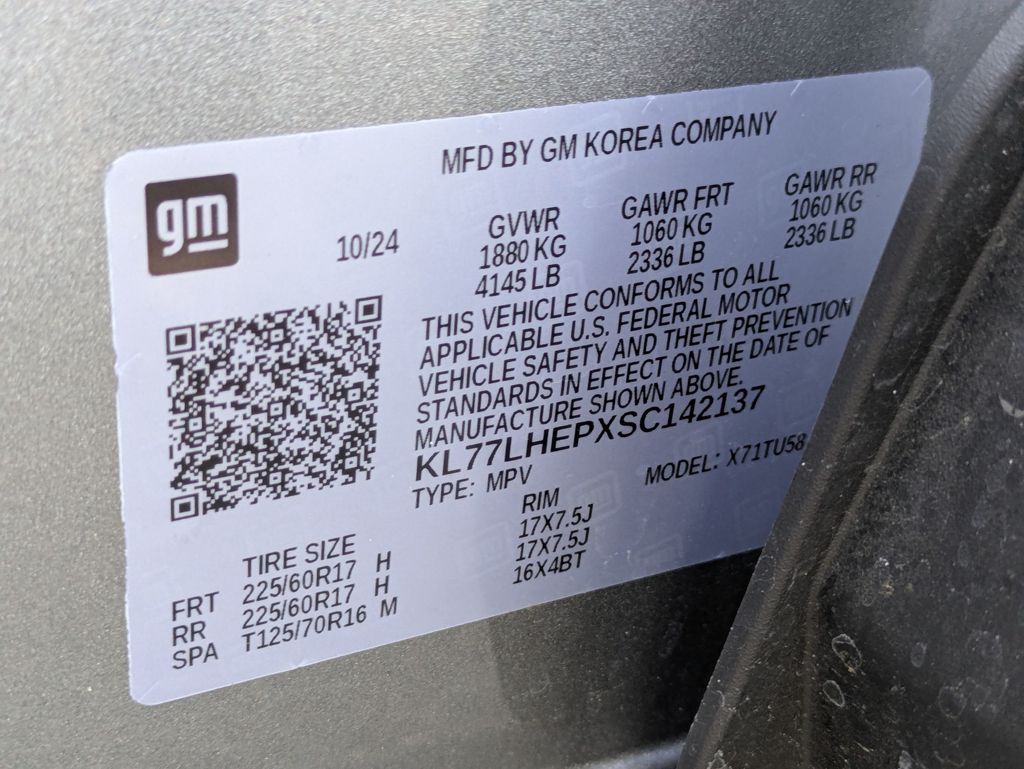 MFD BY GM KOREA COMPANY
gm
10/24
GVWR GAWR FRT GAWR RR
1880 KG 1060 KG 1060 KG
4145 LB 2336 LB 2336 LB
THIS VEHICLE CONFORMS TO ALL
APPLICABLE U.S. FEDERAL MOTOR
VEHICLE SAFETY AND THEFT PREVENTION
STANDARDS IN EFFECT ON THE DATE OF
MANUFACTURE SHOWN ABOVE.
KL77LHEPXSC142137
TYPE: MPV MODEL: X71TU58
TIRE SIZE RIM
FRT 225/60R17 H 17X7.5J
RR 225/60R17 H 17X7.5J
SPA T125/70R16 M 16X4BT